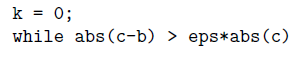 k = 0;
while abs(c-b) > eps*abs(c)